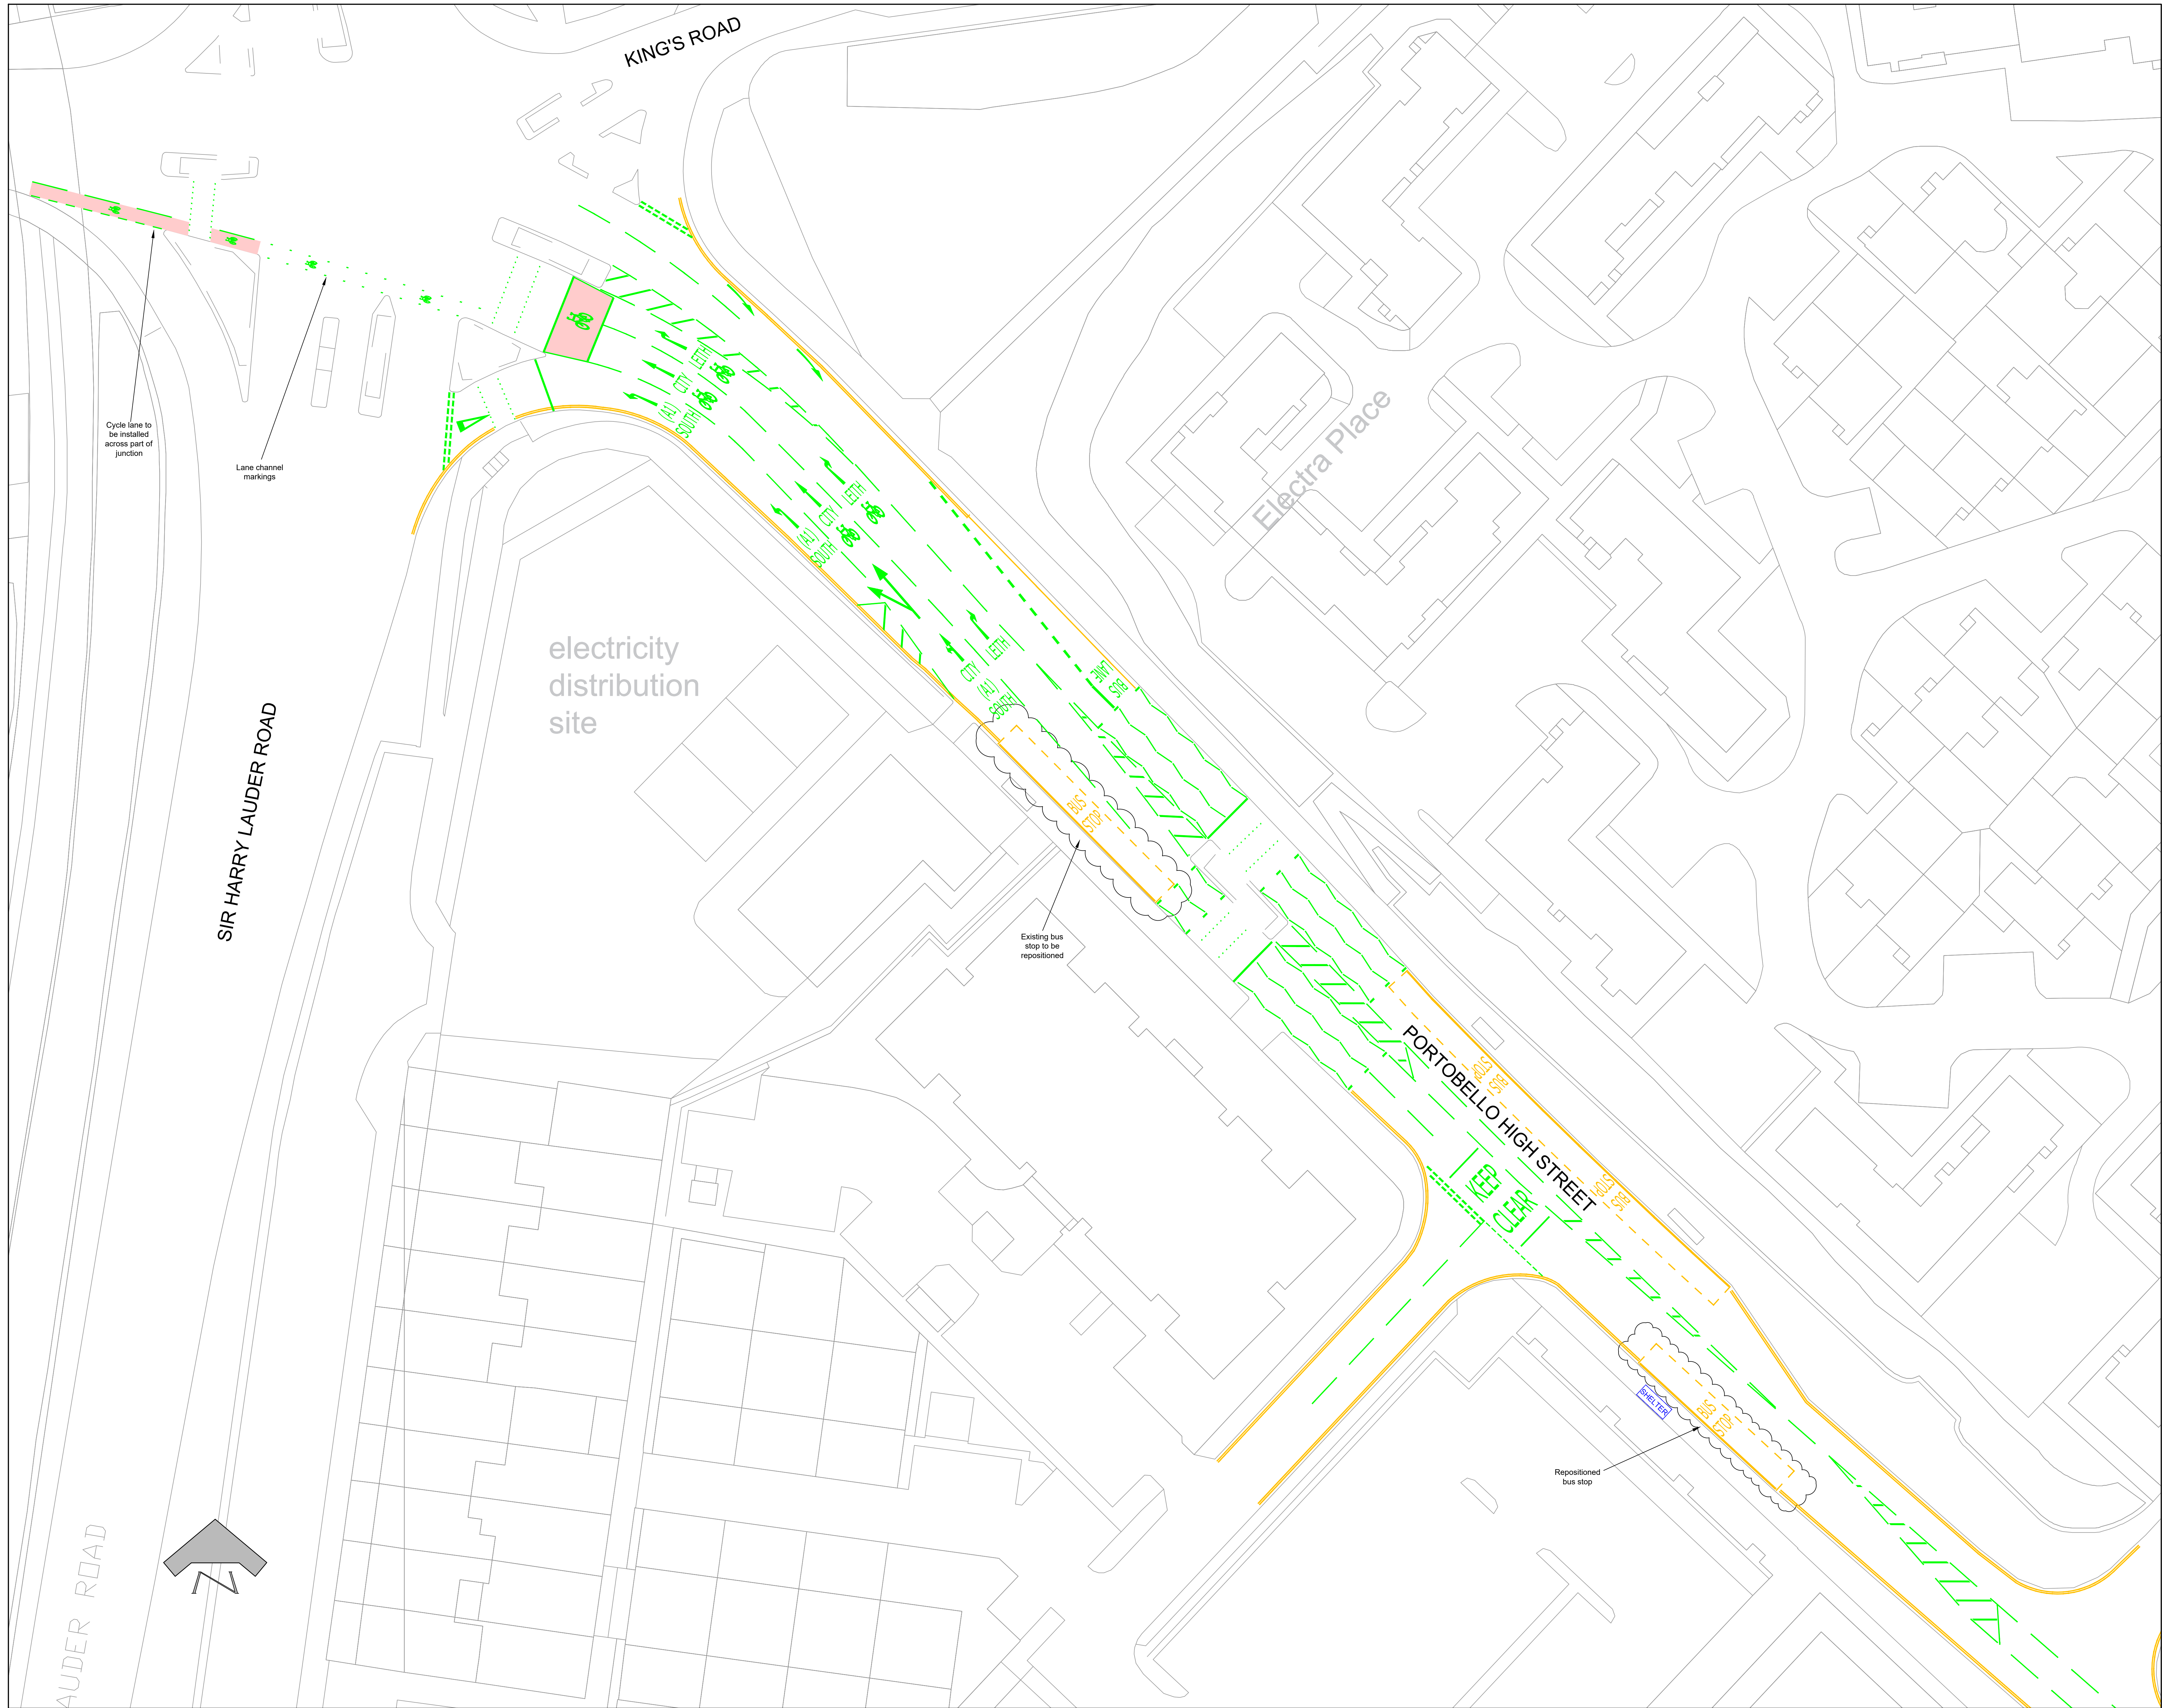 KING'S ROAD
Cycle lane to
be installed
across part of
junction
Lane channel
markings
LEITH
CITY
(A1)
SOUTH
LEITH
CITY
(A1)
SOUTH
LEITH
CITY
(A1)
SOUTH
BUS
LANE
Electra Place
electricity
distribution
site
SIR HARRY LAUDER ROAD
BUS
STOP
Existing bus
stop to be
repositioned
PORTOBELLO HIGH STREET
BUS
STOP
BUS
STOP
KEEP
CLEAR
SHELTER
BUS
STOP
Repositioned
bus stop
AUDER ROAD
N